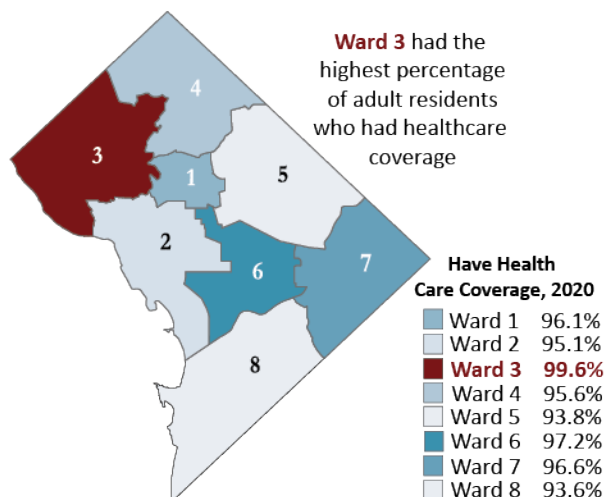 Ward 3 had the
highest percentage
of adult residents
who had healthcare
coverage
4
3
1
5
2
6
7
8
Have Health
Care Coverage, 2020
Ward 1 96.1%
Ward 2 95.1%
Ward 3 99.6%
Ward 4 95.6%
Ward 5 93.8%
Ward 6 97.2%
Ward 7 96.6%
Ward 8 93.6%